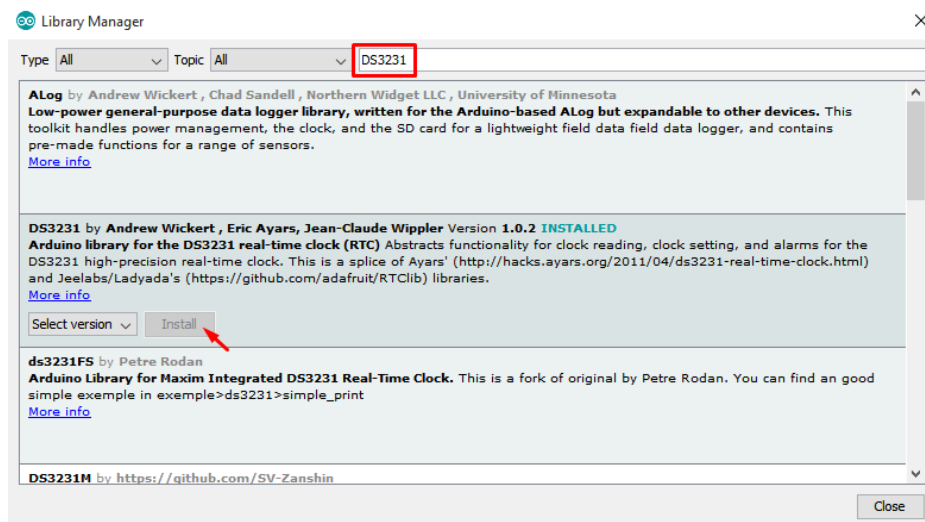 Library Manager
Type All Topic All DS3231
ALog by Andrew Wickert , Chad Sandell , Northern Widget LLC , University of Minnesota
Low-power general-purpose data logger library, written for the Arduino-based ALog but expandable to other devices. This
toolkit handles power management, the clock, and the SD card for a lightweight field data field data logger, and contains
pre-made functions for a range of sensors.
More info
DS3231 by Andrew Wickert , Eric Ayars, Jean-Claude Wippler Version 1.0.2 INSTALLED
Arduino library for the DS3231 real-time clock (RTC) Abstracts functionality for clock reading, clock setting, and alarms for the
DS3231 high-precision real-time clock. This is a splice of Ayars' (http://hacks.ayars.org/2011/04/ds3231-real-time-clock.html)
and Jeelabs/Ladyada's (https://github.com/adafruit/RTClib) libraries.
More info
Select version Install
ds3231FS by Petre Rodan
Arduino Library for Maxim Integrated DS3231 Real-Time Clock. This is a fork of original by Petre Rodan. You can find an good
simple exemple in exemple>ds3231>simple_print
More info
DS3231M by https://github.com/SV-Zanshin
Close